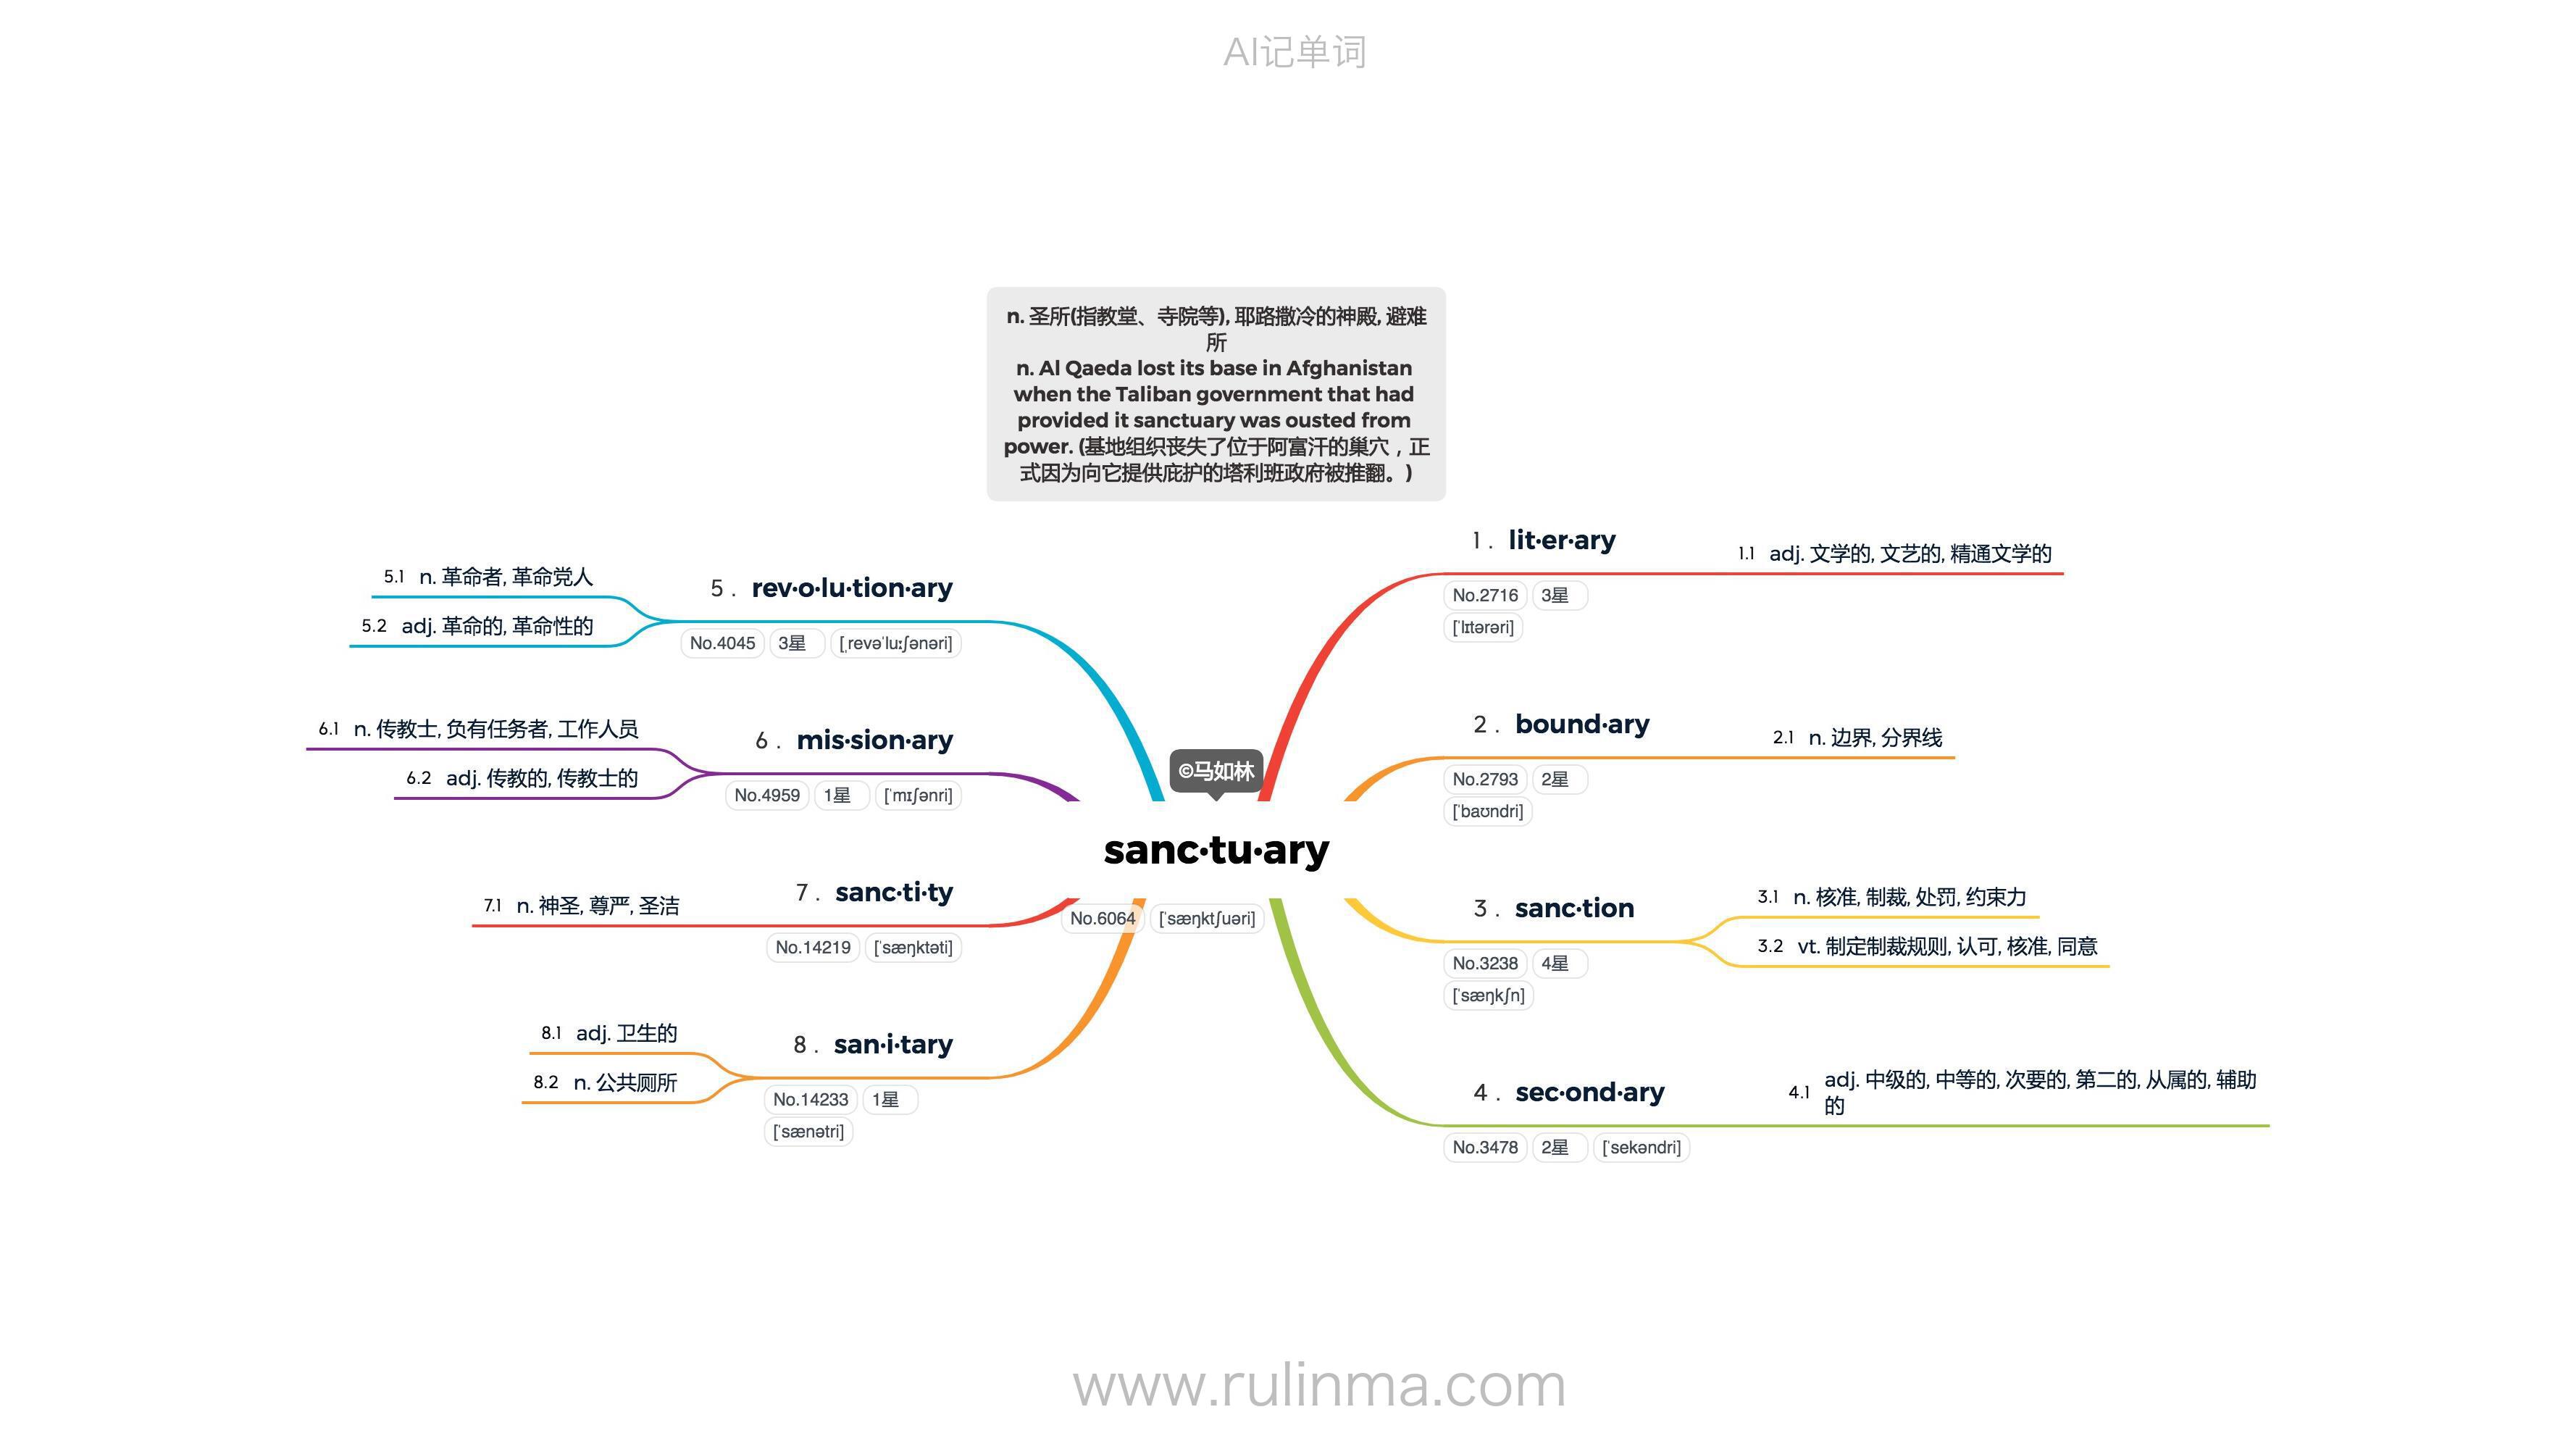 AI记单词
n. 圣所(指教堂、寺院等), 耶路撒冷的神殿, 避难
所
n. Al Qaeda lost its base in Afghanistan
when the Taliban government that had
provided it sanctuary was ousted from
power. (基地组织丧失了位于阿富汗的巢穴，正
式因为向它提供庇护的塔利班政府被推翻。)
©马如林
sanc·tu·ary
No.6064 [ˈsæŋktʃuəri]
1. lit·er·ary
No.2716 3星
[ˈlɪtərəri]
1.1 adj. 文学的, 文艺的, 精通文学的
2. bound·ary
No.2793 2星
[ˈbaʊndri]
2.1 n. 边界, 分界线
3. sanc·tion
No.3238 4星
[ˈsæŋkʃn]
3.1 n. 核准, 制裁, 处罚, 约束力
3.2 vt. 制定制裁规则, 认可, 核准, 同意
4. sec·ond·ary
No.3478 2星 [ˈsekəndri]
4.1 adj. 中级的, 中等的, 次要的, 第二的, 从属的, 辅助
的
5. rev·o·lu·tion·ary
No.4045 3星 [ˌrevəˈluːʃənəri]
5.1 n. 革命者, 革命党人
5.2 adj. 革命的, 革命性的
6. mis·sion·ary
No.4959 1星 [ˈmɪʃənri]
6.1 n. 传教士, 负有任务者, 工作人员
6.2 adj. 传教的, 传教士的
7. sanc·ti·ty
No.14219 [ˈsæŋktəti]
7.1 n. 神圣, 尊严, 圣洁
8. san·i·tary
No.14233 1星
[ˈsænətri]
8.1 adj. 卫生的
8.2 n. 公共厕所
www.rulinma.com